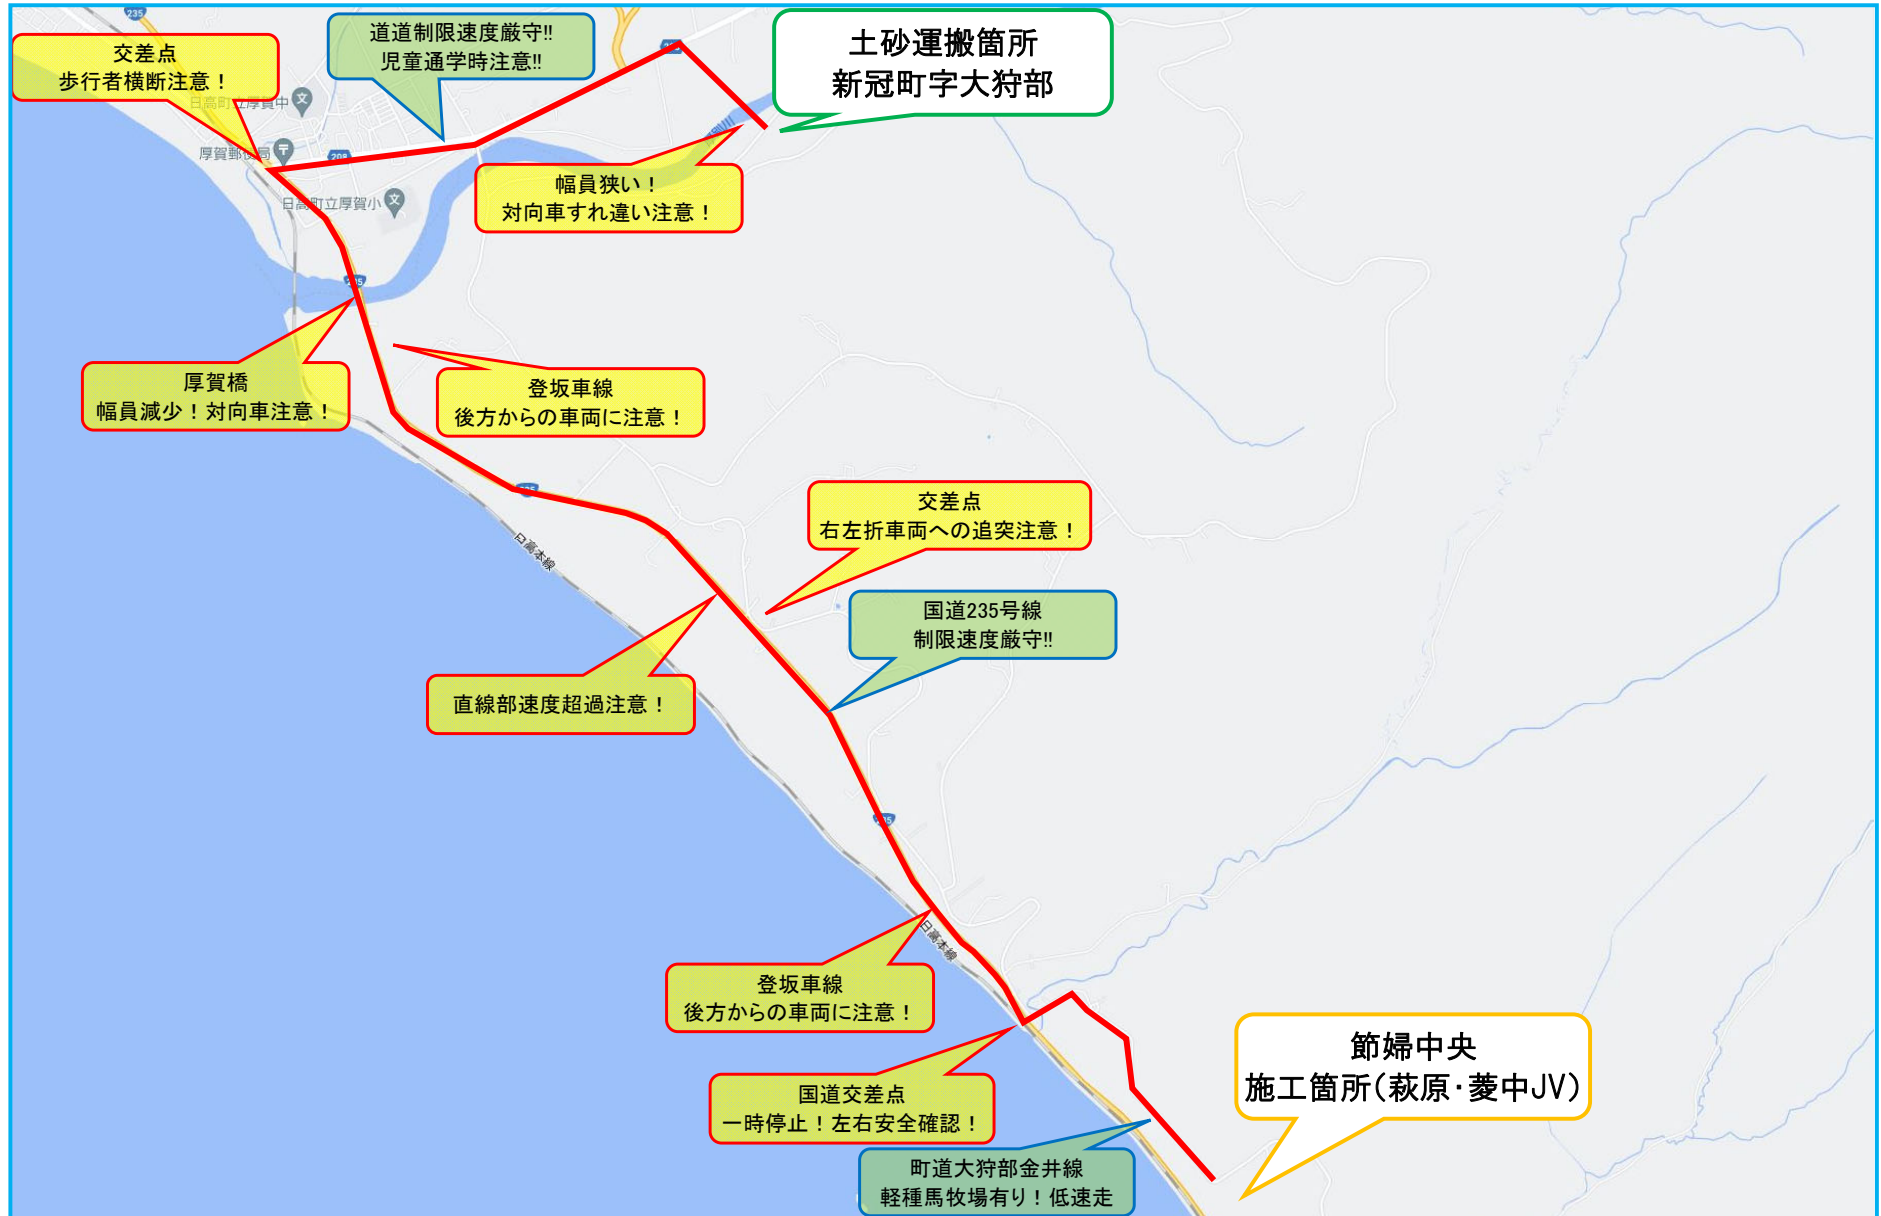 235
交差点
歩行者横断注意！
道道制限速度厳守!!
児童通学時注意!!
土砂運搬箇所
新冠町字大狩部
日高町立厚賀中
厚賀郵便局
208
日高町立厚賀小
幅員狭い！
対向車すれ違い注意！
厚賀橋
幅員減少！対向車注意！
登坂車線
後方からの車両に注意！
日高本線
交差点
右左折車両への追突注意！
国道235号線
制限速度厳守!!
直線部速度超過注意！
日高本線
登坂車線
後方からの車両に注意！
国道交差点
一時停止！左右安全確認！
節婦中央
施工箇所(萩原・菱中JV)
町道大狩部金井線
軽種馬牧場有り！低速走